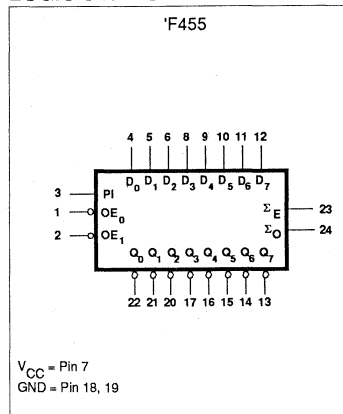 'F455
4 5 6 8 9 10 11 12
D0 D1 D2 D3 D4 D5 D6 D7
3 PI
1 OE0
2 OE1
ΣE 23
ΣO 24
Q0 Q1 Q2 Q3 Q4 Q5 Q6 Q7
22 21 20 17 16 15 14 13
VCC = Pin 7
GND = Pin 18, 19